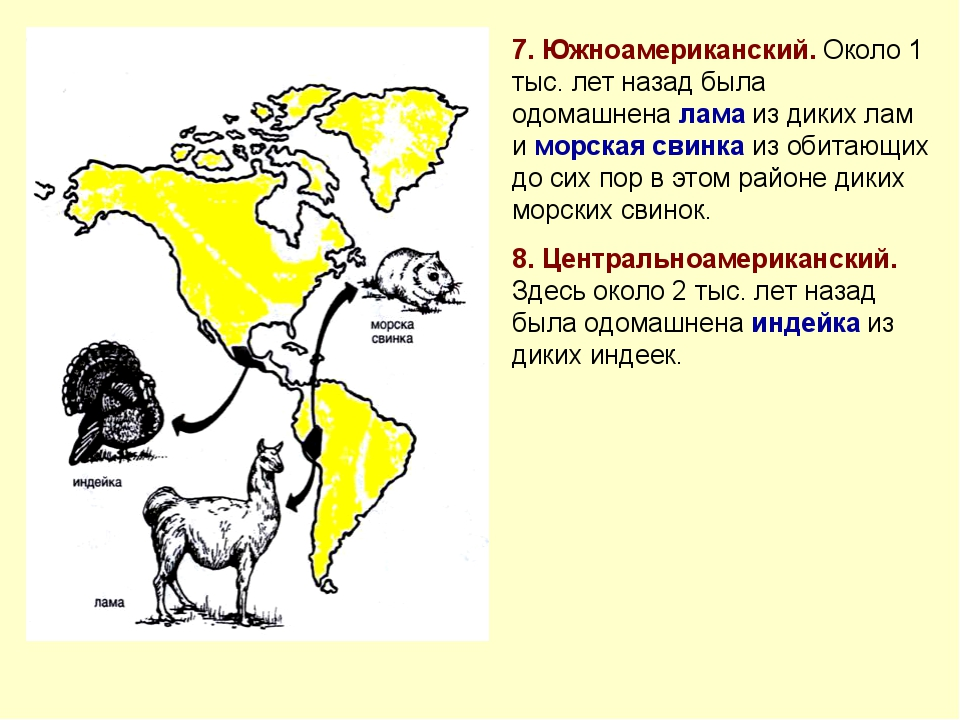 7. Южноамериканский. Около 1
тыс. лет назад была
одомашнена лама из диких лам
и морская свинка из обитающих
до сих пор в этом районе диких
морских свинок.
8. Центральноамериканский.
Здесь около 2 тыс. лет назад
была одомашнена индейка из
диких индеек.
морска
свинка
индейка
лама